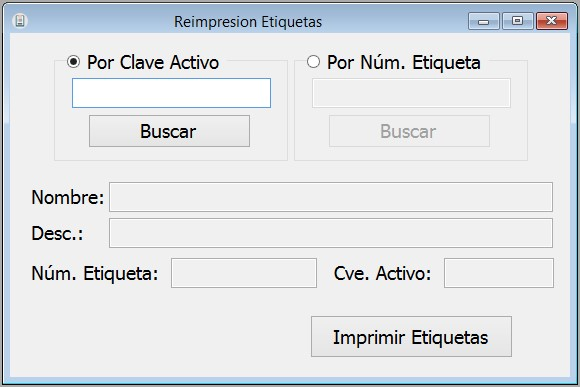 Reimpresion Etiquetas
Por Clave Activo
Por Núm. Etiqueta
Buscar
Buscar
Nombre:
Desc.:
Núm. Etiqueta:
Cve. Activo:
Imprimir Etiquetas